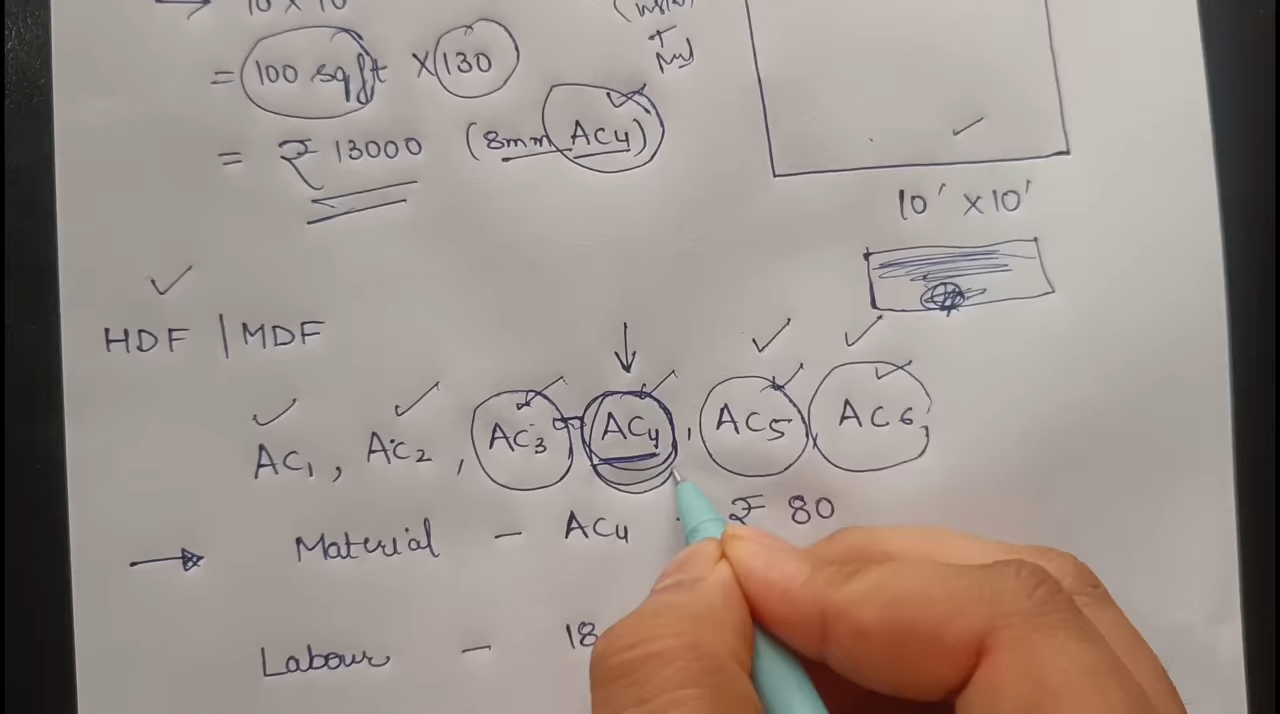 10 x 10
= 100 sqft X 130
= ₹ 13000 (8mm AC4)
10' x 10'
HDF | MDF
AC1, AC2, AC3, AC4, AC5, AC6
Material - AC4 ₹ 80
Labour - 18